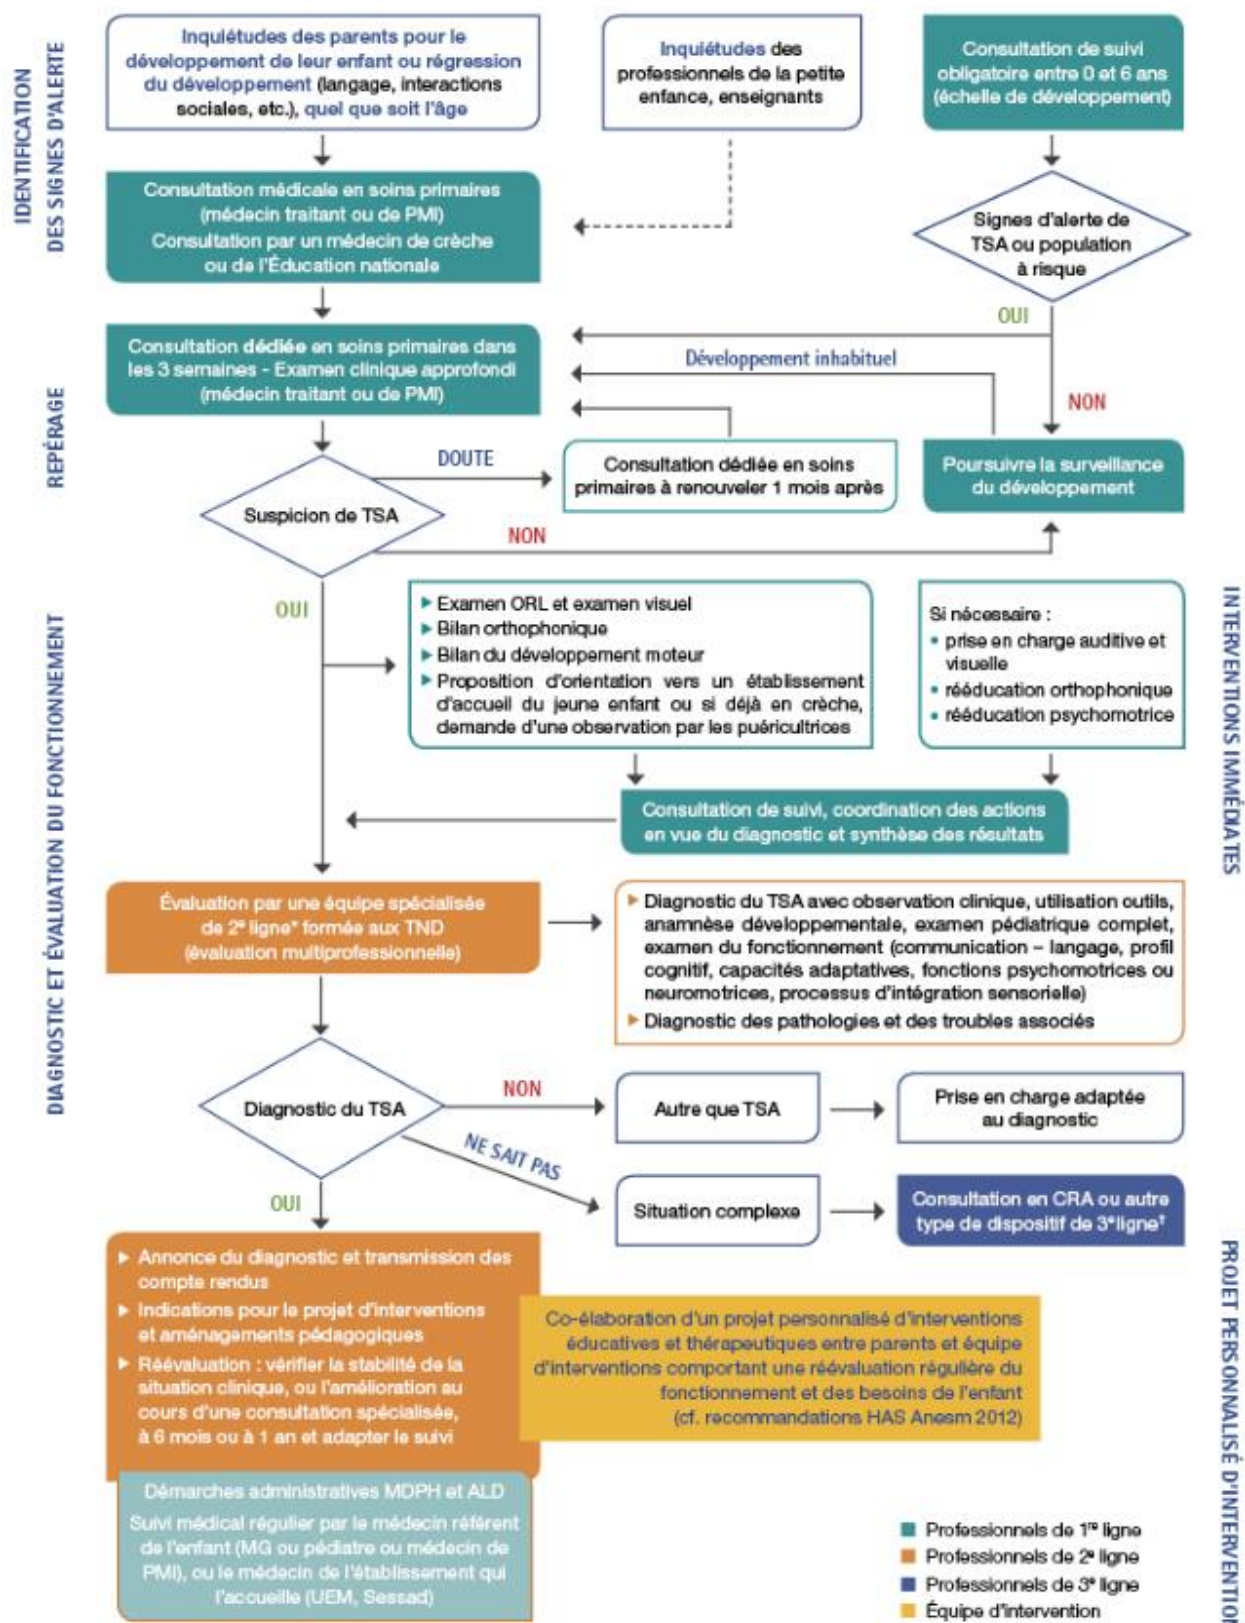 IDENTIFICATION
DES SIGNES D'ALERTE
Inquiétudes des parents pour le
développement de leur enfant ou régression
du développement (langage, interactions
sociales, etc.), quel que soit l'âge
Inquiétudes des
professionnels de la petite
enfance, enseignants
Consultation de suivi
obligatoire entre 0 et 6 ans
(échelle de développement)
Consultation médicale en soins primaires
(médecin traitant ou de PMI)
Consultation par un médecin de crèche
ou de l'Éducation nationale
Signes d'alerte de
TSA ou population
à risque
OUI
NON
REPÉRAGE
Consultation dédiée en soins primaires dans
les 3 semaines - Examen clinique approfondi
(médecin traitant ou de PMI)
Développement inhabituel
DOUTE
Consultation dédiée en soins
primaires à renouveler 1 mois après
Poursuivre la surveillance
du développement
Suspicion de TSA
NON
OUI
DIAGNOSTIC ET ÉVALUATION DU FONCTIONNEMENT
▶ Examen ORL et examen visuel
▶ Bilan orthophonique
▶ Bilan du développement moteur
▶ Proposition d'orientation vers un établissement
d'accueil du jeune enfant ou si déjà en crèche,
demande d'une observation par les puéricultrices
Si nécessaire :
• prise en charge auditive et
visuelle
• rééducation orthophonique
• rééducation psychomotrice
INTERVENTIONS IMMÉDIATES
Consultation de suivi, coordination des actions
en vue du diagnostic et synthèse des résultats
Évaluation par une équipe spécialisée
de 2e ligne* formée aux TND
(évaluation multiprofessionnelle)
▶ Diagnostic du TSA avec observation clinique, utilisation outils,
anamnèse développementale, examen pédiatrique complet,
examen du fonctionnement (communication – langage, profil
cognitif, capacités adaptatives, fonctions psychomotrices ou
neuromotrices, processus d'intégration sensorielle)
▶ Diagnostic des pathologies et des troubles associés
Diagnostic du TSA
NON
Autre que TSA
Prise en charge adaptée
au diagnostic
NE SAIT PAS
Situation complexe
Consultation en CRA ou autre
type de dispositif de 3e ligne†
OUI
▶ Annonce du diagnostic et transmission des
compte rendus
▶ Indications pour le projet d'interventions
et aménagements pédagogiques
▶ Réévaluation : vérifier la stabilité de la
situation clinique, ou l'amélioration au
cours d'une consultation spécialisée,
à 6 mois ou à 1 an et adapter le suivi
Co-élaboration d'un projet personnalisé d'interventions
éducatives et thérapeutiques entre parents et équipe
d'interventions comportant une réévaluation régulière du
fonctionnement et des besoins de l'enfant
(cf. recommandations HAS Anesm 2012)
PROJET PERSONNALISÉ D'INTERVENTION
Démarches administratives MDPH et ALD
Suivi médical régulier par le médecin référent
de l'enfant (MG ou pédiatre ou médecin de
PMI), ou le médecin de l'établissement qui
l'accueille (UEM, Sessad)
Professionnels de 1re ligne
Professionnels de 2e ligne
Professionnels de 3e ligne
Équipe d'intervention